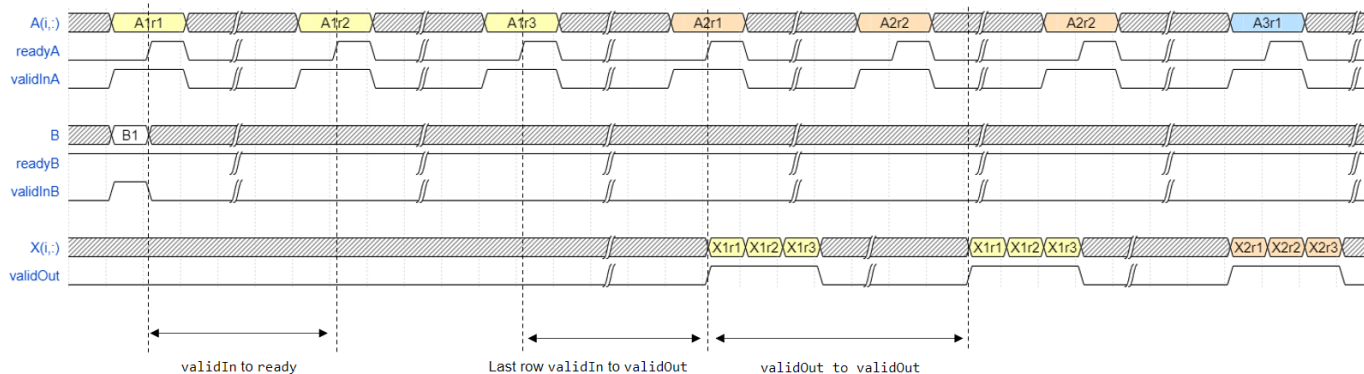 A(i,:) A1r1 A1r2 A1r3 A2r1 A2r2 A2r2 A3r1
readyA
validInA
B B1
readyB
validInB
X(i,:) X1r1 X1r2 X1r3 X1r1 X1r2 X1r3 X2r1 X2r2 X2r3
validOut
validIn to ready Last row validIn to validOut validOut to validOut